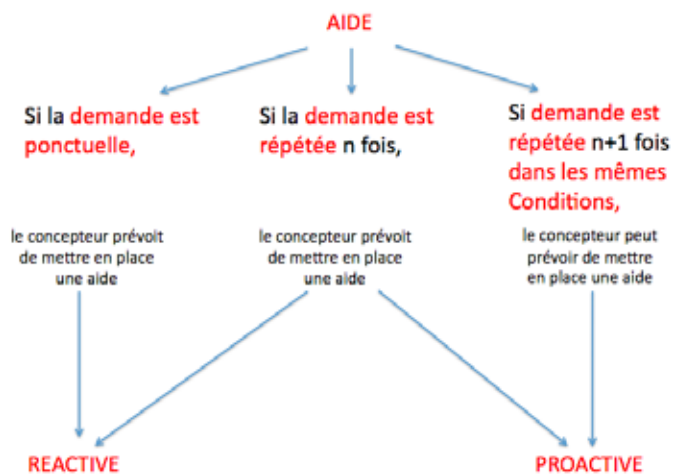 AIDE
Si la demande est
ponctuelle,
Si la demande est
répétée n fois,
Si demande est
répétée n+1 fois
dans les mêmes
Conditions,
le concepteur prévoit
de mettre en place
une aide
le concepteur prévoit
de mettre en place
une aide
le concepteur peut
prévoir de mettre
en place une aide
REACTIVE
PROACTIVE